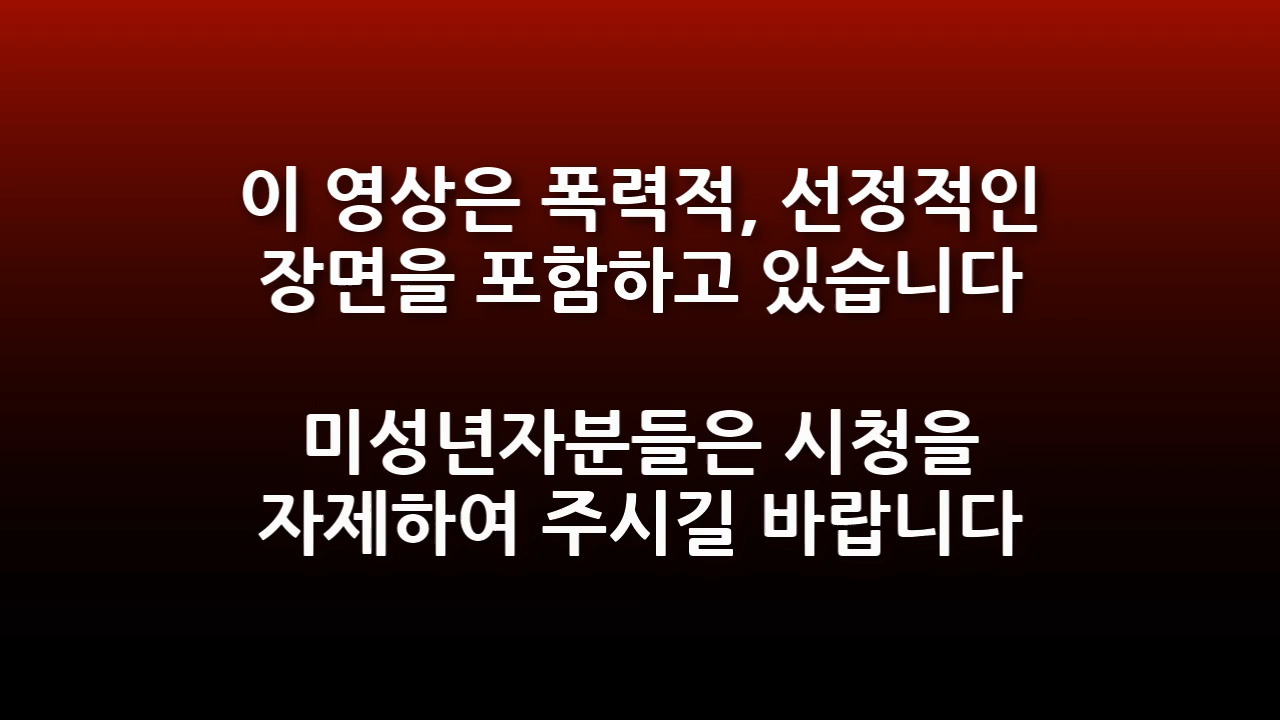 이 영상은 폭력적, 선정적인
장면을 포함하고 있습니다
미성년자분들은 시청을
자제하여 주시길 바랍니다